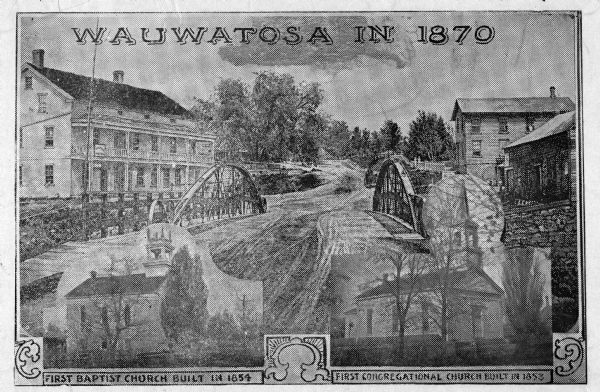 WAUWATOSA IN 1870
FIRST BAPTIST CHURCH BUILT IN 1854
FIRST CONGREGATIONAL CHURCH BUILT IN 1853